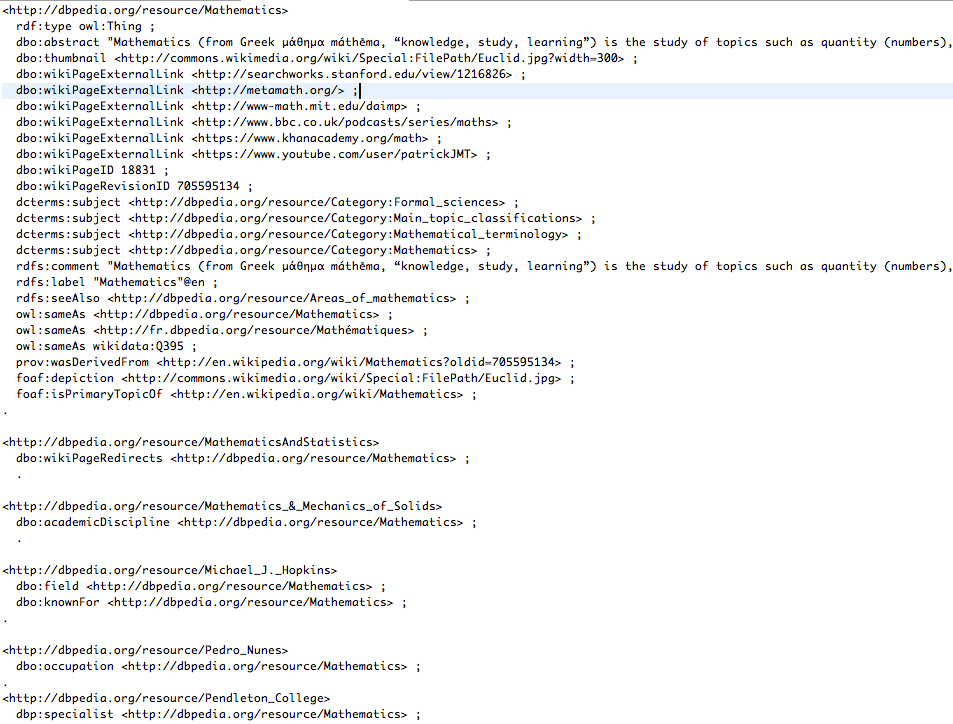 <http://dbpedia.org/resource/Mathematics>
rdf:type owl:Thing ;
dbo:abstract "Mathematics (from Greek μάθημα máthēma, “knowledge, study, learning”) is the study of topics such as quantity (numbers),
dbo:thumbnail <http://commons.wikimedia.org/wiki/Special:FilePath/Euclid.jpg?width=300> ;
dbo:wikiPageExternalLink <http://searchworks.stanford.edu/view/1216826> ;
dbo:wikiPageExternalLink <http://metamath.org/> ;
dbo:wikiPageExternalLink <http://www-math.mit.edu/daimp> ;
dbo:wikiPageExternalLink <http://www.bbc.co.uk/podcasts/series/maths> ;
dbo:wikiPageExternalLink <https://www.khanacademy.org/math> ;
dbo:wikiPageExternalLink <https://www.youtube.com/user/patrickJMT> ;
dbo:wikiPageID 18831 ;
dbo:wikiPageRevisionID 705595134 ;
dcterms:subject <http://dbpedia.org/resource/Category:Formal_sciences> ;
dcterms:subject <http://dbpedia.org/resource/Category:Main_topic_classifications> ;
dcterms:subject <http://dbpedia.org/resource/Category:Mathematical_terminology> ;
dcterms:subject <http://dbpedia.org/resource/Category:Mathematics> ;
rdfs:comment "Mathematics (from Greek μάθημα máthēma, “knowledge, study, learning”) is the study of topics such as quantity (numbers),
rdfs:label "Mathematics"@en ;
rdfs:seeAlso <http://dbpedia.org/resource/Areas_of_mathematics> ;
owl:sameAs <http://dbpedia.org/resource/Mathematics> ;
owl:sameAs <http://fr.dbpedia.org/resource/Mathématiques> ;
owl:sameAs wikidata:Q395 ;
prov:wasDerivedFrom <http://en.wikipedia.org/wiki/Mathematics?oldid=705595134> ;
foaf:depiction <http://commons.wikimedia.org/wiki/Special:FilePath/Euclid.jpg> ;
foaf:isPrimaryTopicOf <http://en.wikipedia.org/wiki/Mathematics> ;
.
<http://dbpedia.org/resource/MathematicsAndStatistics>
dbo:wikiPageRedirects <http://dbpedia.org/resource/Mathematics> ;
.
<http://dbpedia.org/resource/Mathematics_&_Mechanics_of_Solids>
dbo:academicDiscipline <http://dbpedia.org/resource/Mathematics> ;
.
<http://dbpedia.org/resource/Michael_J._Hopkins>
dbo:field <http://dbpedia.org/resource/Mathematics> ;
dbo:knownFor <http://dbpedia.org/resource/Mathematics> ;
.
<http://dbpedia.org/resource/Pedro_Nunes>
dbo:occupation <http://dbpedia.org/resource/Mathematics> ;
.
<http://dbpedia.org/resource/Pendleton_College>
dbp:specialist <http://dbpedia.org/resource/Mathematics> ;